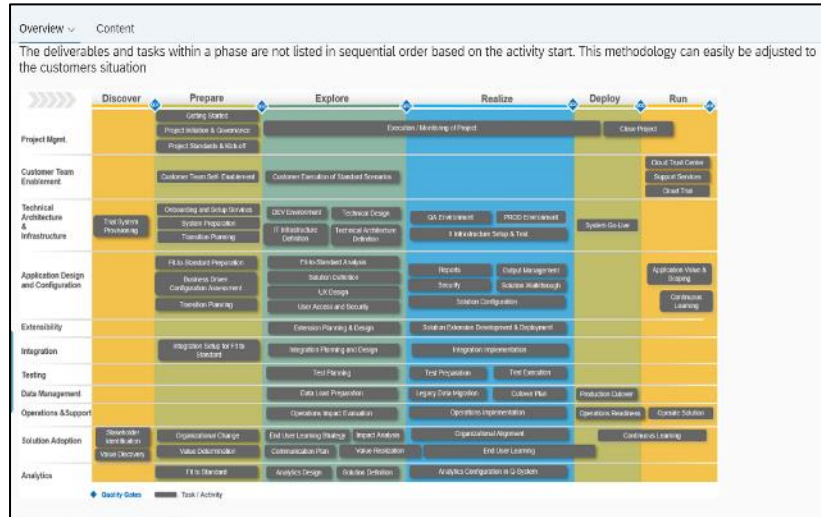 Overview Content
The deliverables and tasks within a phase are not listed in sequential order based on the activity start. This methodology can easily be adjusted to
the customers situation
Discover Prepare Explore Realize Deploy Run
Project Mgmt.
Getting Started
Project Initiation & Governance
Project Standards & Kick off
Execution / Monitoring of Project
Close Project
Customer Team
Enablement
Customer Team Self-Enablement
Customer Execution of Standard Scenarios
Cloud Trust Center
Support Services
Cloud Trial
Technical
Architecture
&
Infrastructure
Trial System
Provisioning
Onboarding and Setup Services
System Preparation
Transition Planning
DEV Environment
Technical Design
IT Infrastructure
Definition
Technical Architecture
Definition
QA Environment
PROD Environment
IT Infrastructure Setup & Test
System Go Live
Application Design
and Configuration
Fit-to-Standard Preparation
Business Driven
Configuration Assessment
Transition Planning
Fit-to-Standard Analysis
Solution Definition
UX Design
User Access and Security
Reports
Output Management
Security
Solution Walkthrough
Solution Configuration
Application Value &
Scoping
Continuous
Learning
Extensibility
Extension Planning & Design
Solution Extension Development & Deployment
Integration
Integration Setup for Fit to
Standard
Integration Planning and Design
Integration Implementation
Testing
Test Planning
Test Preparation
Test Execution
Data Management
Data Load Preparation
Legacy Data Migration
Cutover Plan
Production Cutover
Operations & Support
Operations Impact Evaluation
Operations Implementation
Operations Readiness
Operate Solution
Solution Adoption
Stakeholder
Identification
Value Discovery
Organizational Change
Value Determination
End User Learning Strategy
Impact Analysis
Communication Plan
Value Realization
Organizational Alignment
End User Learning
Continuous Learning
Analytics
Fit to Standard
Analytics Design
Solution Definition
Analytics Configuration in Q-System
Quality Gates
Task / Activity